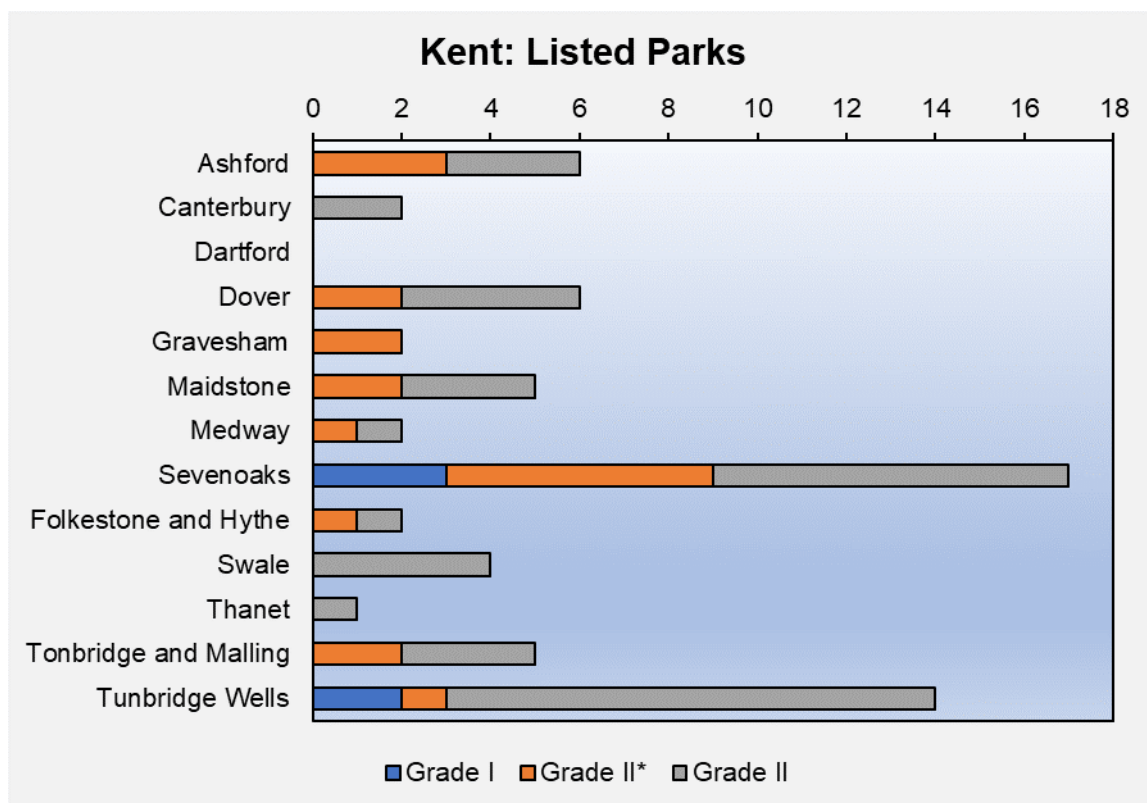 Kent: Listed Parks
0 2 4 6 8 10 12 14 16 18
Ashford
Canterbury
Dartford
Dover
Gravesham
Maidstone
Medway
Sevenoaks
Folkestone and Hythe
Swale
Thanet
Tonbridge and Malling
Tunbridge Wells
Grade I Grade II* Grade II